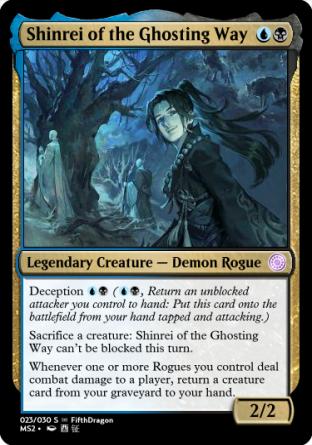 Shinrei of the Ghosting Way
Legendary Creature — Demon Rogue
Deception (, Return an unblocked
attacker you control to hand: Put this card onto the
battlefield from your hand tapped and attacking.)
Sacrifice a creature: Shinrei of the Ghosting
Way can't be blocked this turn.
Whenever one or more Rogues you control deal
combat damage to a player, return a creature
card from your graveyard to your hand.
2/2
023/030 S FifthDragon
MS2 •